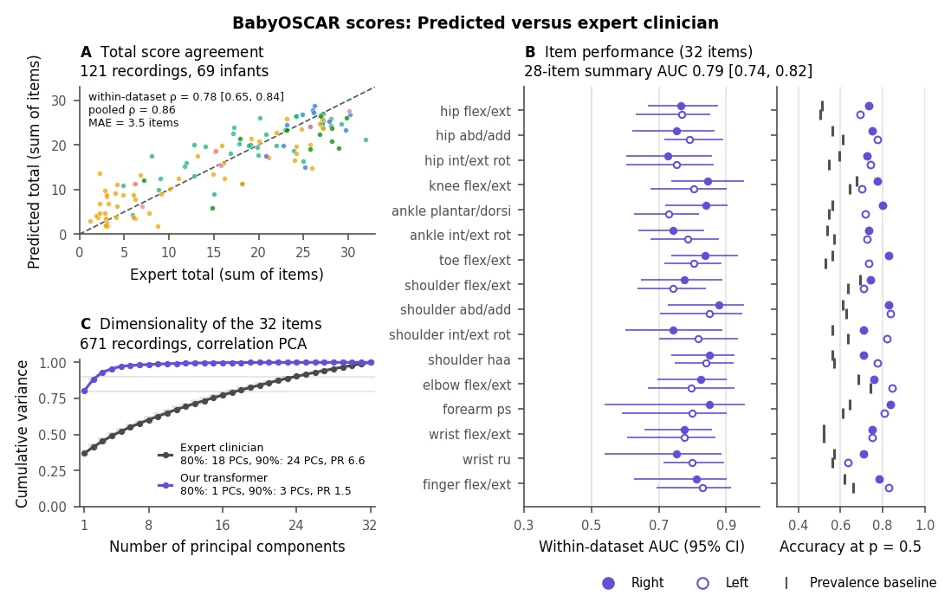 BabyOSCAR scores: Predicted versus expert clinician
A Total score agreement
121 recordings, 69 infants
within-dataset ρ = 0.78 [0.65, 0.84]
pooled ρ = 0.86
MAE = 3.5 items
Predicted total (sum of items)
30
20
10
0
0 5 10 15 20 25 30
Expert total (sum of items)
C Dimensionality of the 32 items
671 recordings, correlation PCA
Cumulative variance
1.00
0.75
0.50
0.25
0.00
Expert clinician
80%: 18 PCs, 90%: 24 PCs, PR 6.6
Our transformer
80%: 1 PCs, 90%: 3 PCs, PR 1.5
1 8 16 24 32
Number of principal components
B Item performance (32 items)
28-item summary AUC 0.79 [0.74, 0.82]
hip flex/ext
hip abd/add
hip int/ext rot
knee flex/ext
ankle plantar/dorsi
ankle int/ext rot
toe flex/ext
shoulder flex/ext
shoulder abd/add
shoulder int/ext rot
shoulder haa
elbow flex/ext
forearm ps
wrist flex/ext
wrist ru
finger flex/ext
0.3 0.5 0.7 0.9
Within-dataset AUC (95% CI)
0.4 0.6 0.8 1.0
Accuracy at p = 0.5
Right Left Prevalence baseline